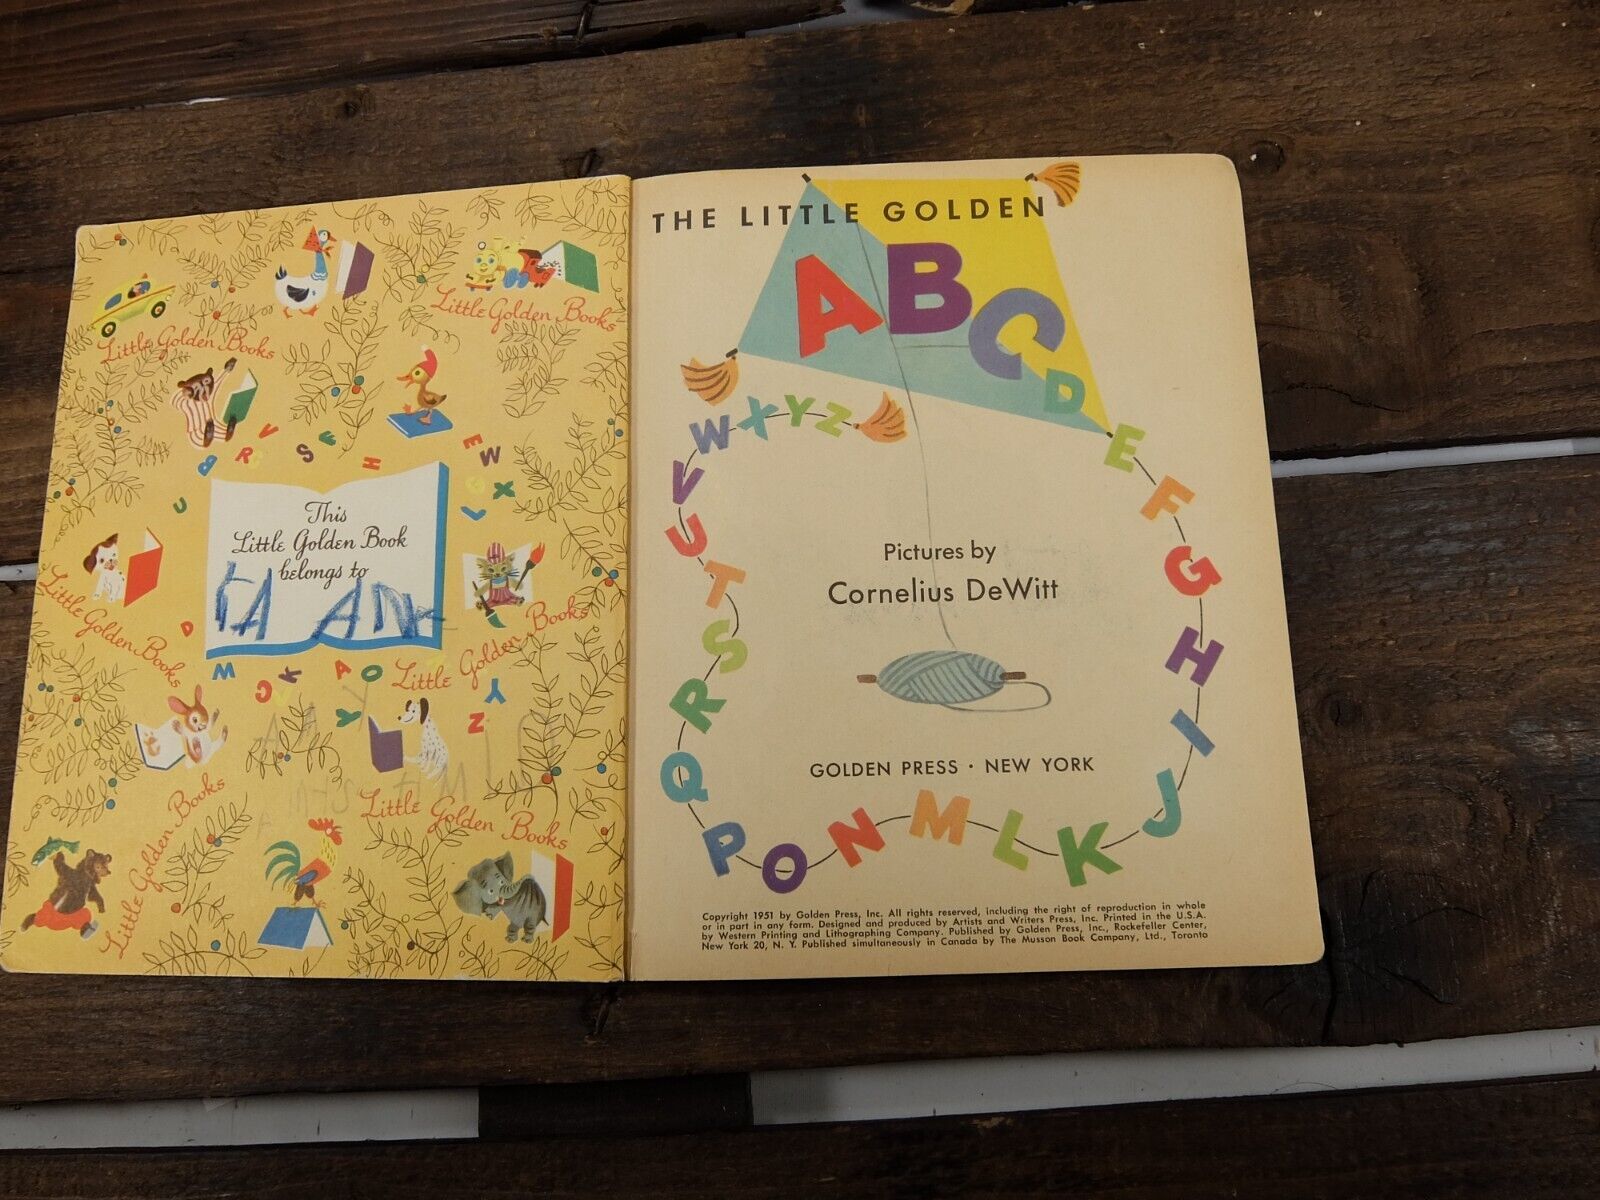 Little Golden Books
Little Golden Books
This
Little Golden Book
belongs to
Little Golden Books
Little Golden Books
Little Golden Books
Little Golden Books
THE LITTLE GOLDEN
ABC
D
E
F
G
H
I
J
K
L
M
N
O
P
Q
R
S
T
U
V
W
X
Y
Z
Pictures by
Cornelius DeWitt
GOLDEN PRESS · NEW YORK
Copyright 1951 by Golden Press, Inc. All rights reserved, including the right of reproduction in whole
or in part in any form. Designed and produced by Artists and Writers Press, Inc. Printed in the U.S.A.
by Western Printing and Lithographing Company. Published by Golden Press, Inc., Rockefeller Center,
New York 20, N. Y. Published simultaneously in Canada by The Musson Book Company, Ltd., Toronto